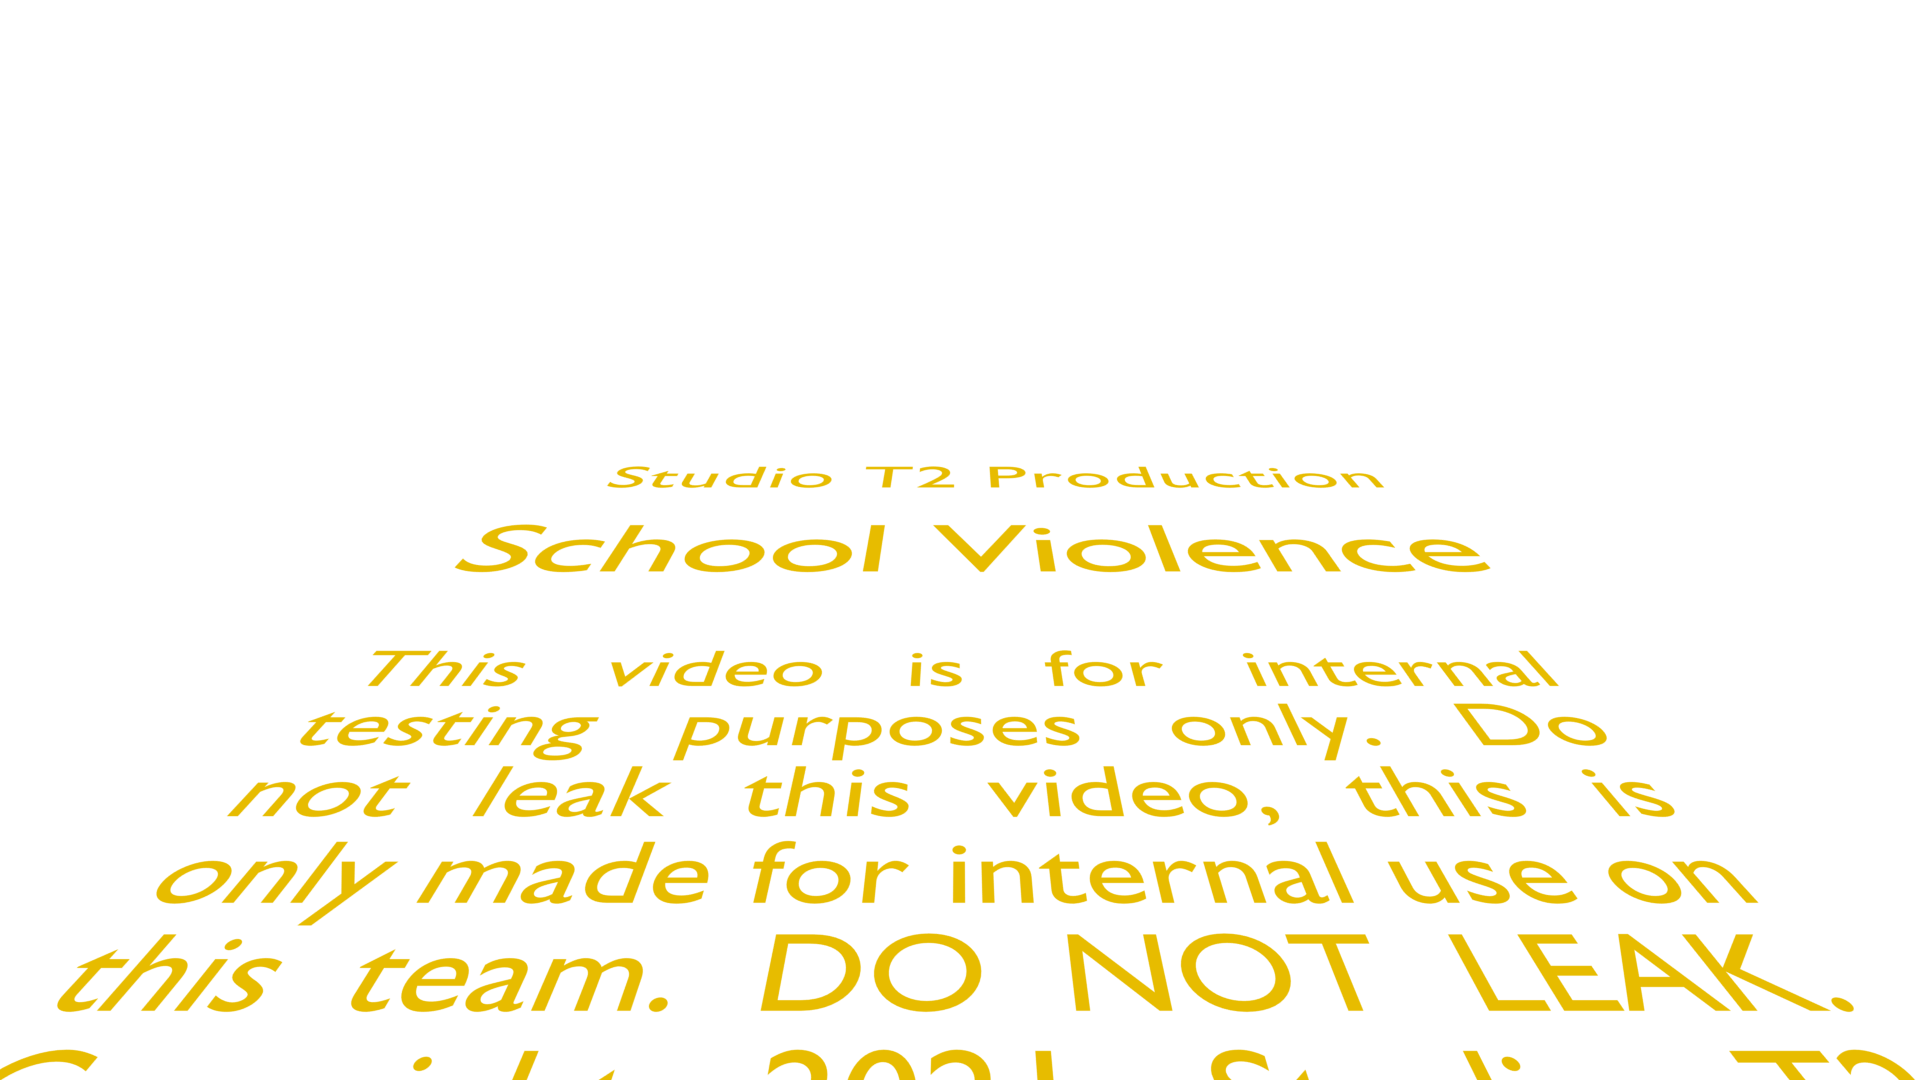 Studio T2 Production
School Violence
This video is for internal
testing purposes only. Do
not leak this video, this is
only made for internal use on
this team. DO NOT LEAK.